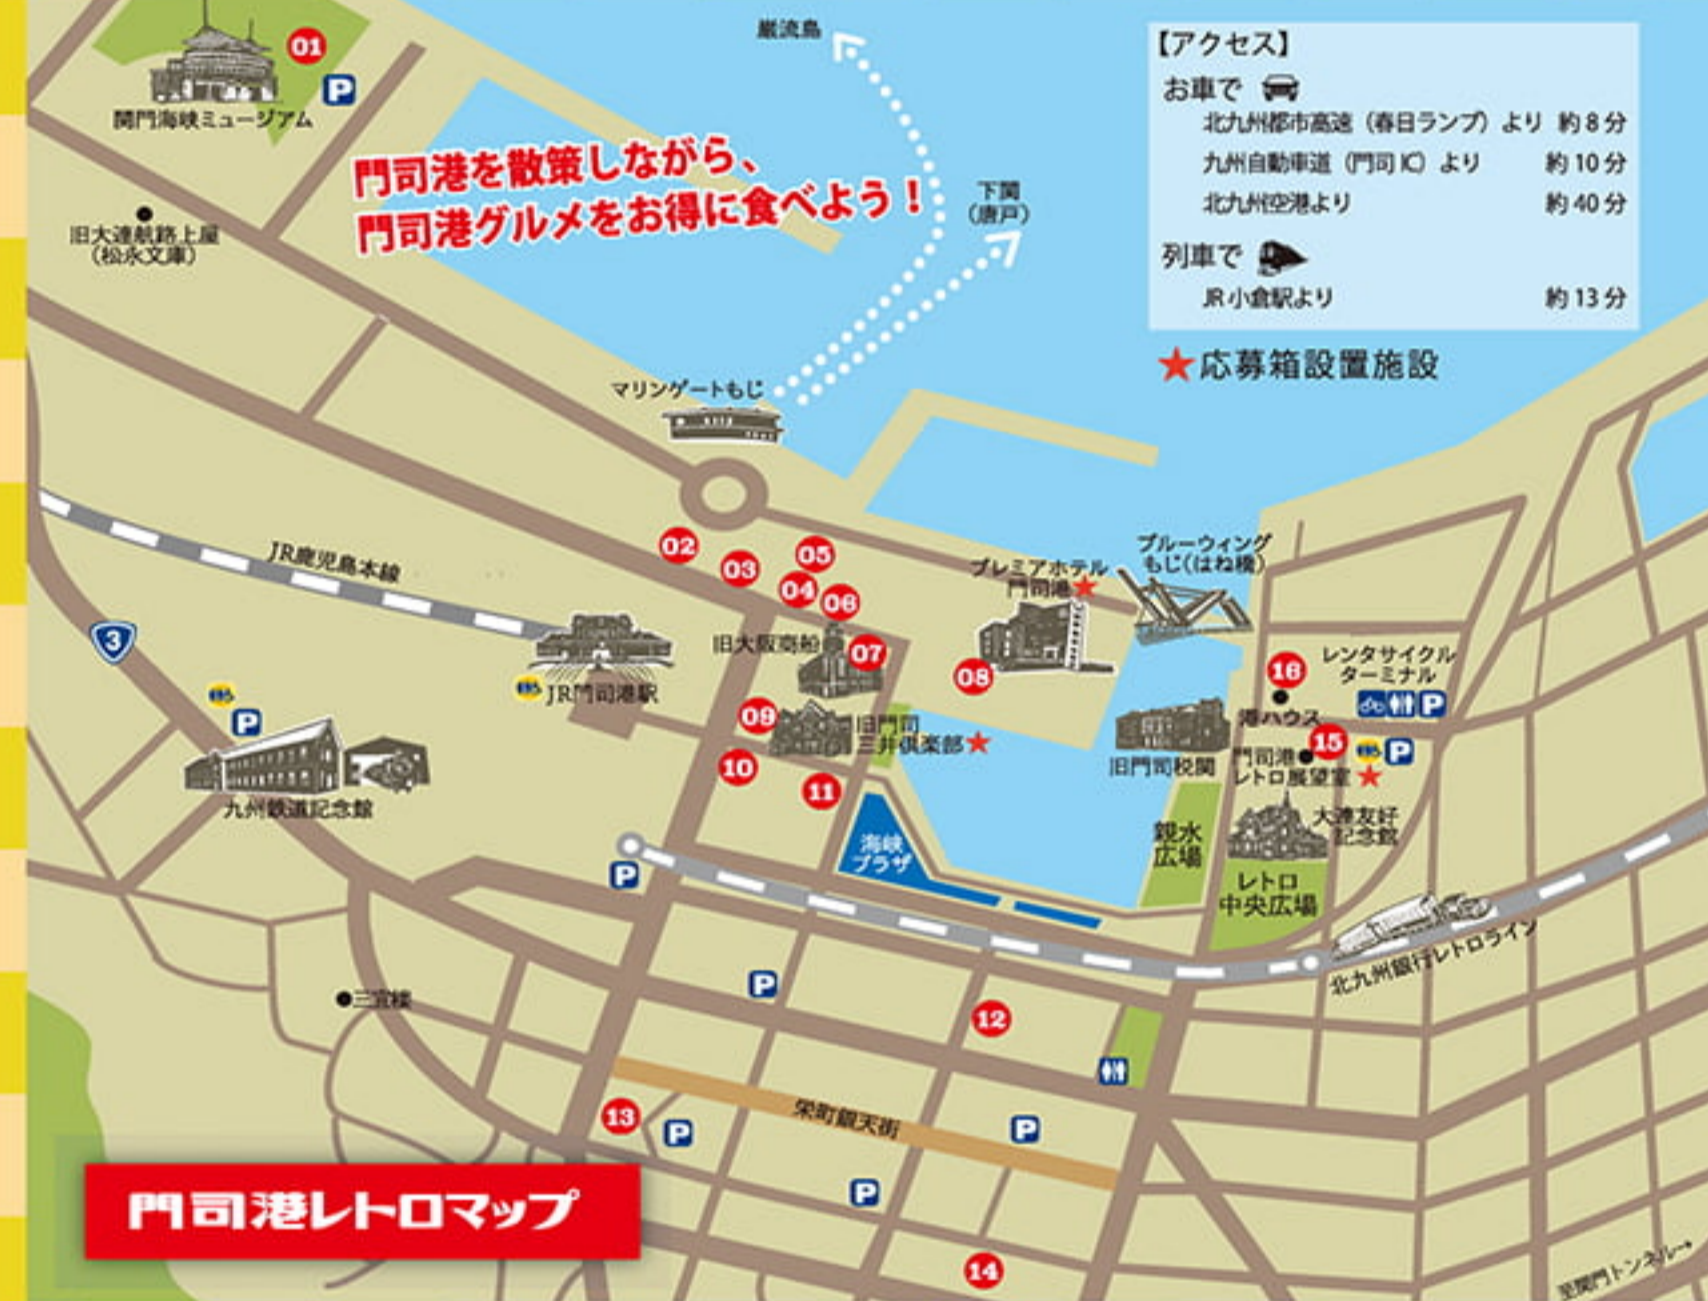 01
P
関門海峡ミュージアム
旧大連航路上屋
（松永文庫）
門司港を散策しながら、
門司港グルメをお得に食べよう！
巌流島
下関
（唐戸）
【アクセス】
お車で
北九州都市高速（春日ランプ）より 約8分
九州自動車道（門司IC）より 約10分
北九州空港より 約40分
列車で
JR小倉駅より 約13分
★応募箱設置施設
マリンゲートもじ
JR鹿児島本線
3
02
03
05
04
06
07
旧大阪商船
プレミアホテル
門司港★
08
ブルーウィング
もじ(はね橋)
JR門司港駅
P
九州鉄道記念館
09
旧門司
三井倶楽部★
10
11
旧門司税関
16
港ハウス
レンタサイクル
ターミナル
P
15
門司港
レトロ展望室★
P
大連友好
記念館
親水
広場
レトロ
中央広場
海峡
プラザ
P
北九州銀行レトロライン
三宜楼
P
12
13
P
栄町銀天街
P
P
14
門司港レトロマップ
至関門トンネル→